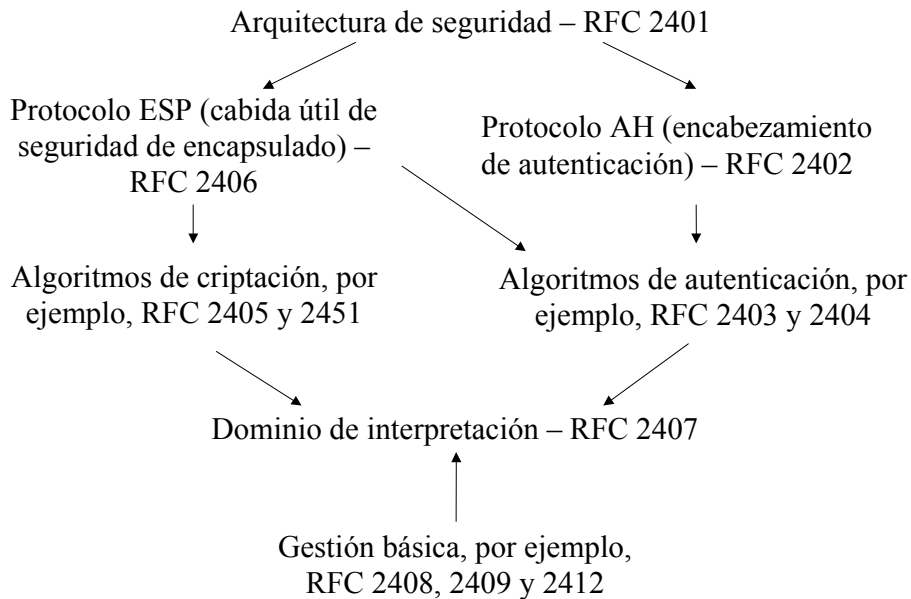 Arquitectura de seguridad – RFC 2401
Protocolo ESP (cabida útil de
seguridad de encapsulado) –
RFC 2406
Protocolo AH (encabezamiento
de autenticación) – RFC 2402
Algoritmos de criptación, por
ejemplo, RFC 2405 y 2451
Algoritmos de autenticación, por
ejemplo, RFC 2403 y 2404
Dominio de interpretación – RFC 2407
Gestión básica, por ejemplo,
RFC 2408, 2409 y 2412